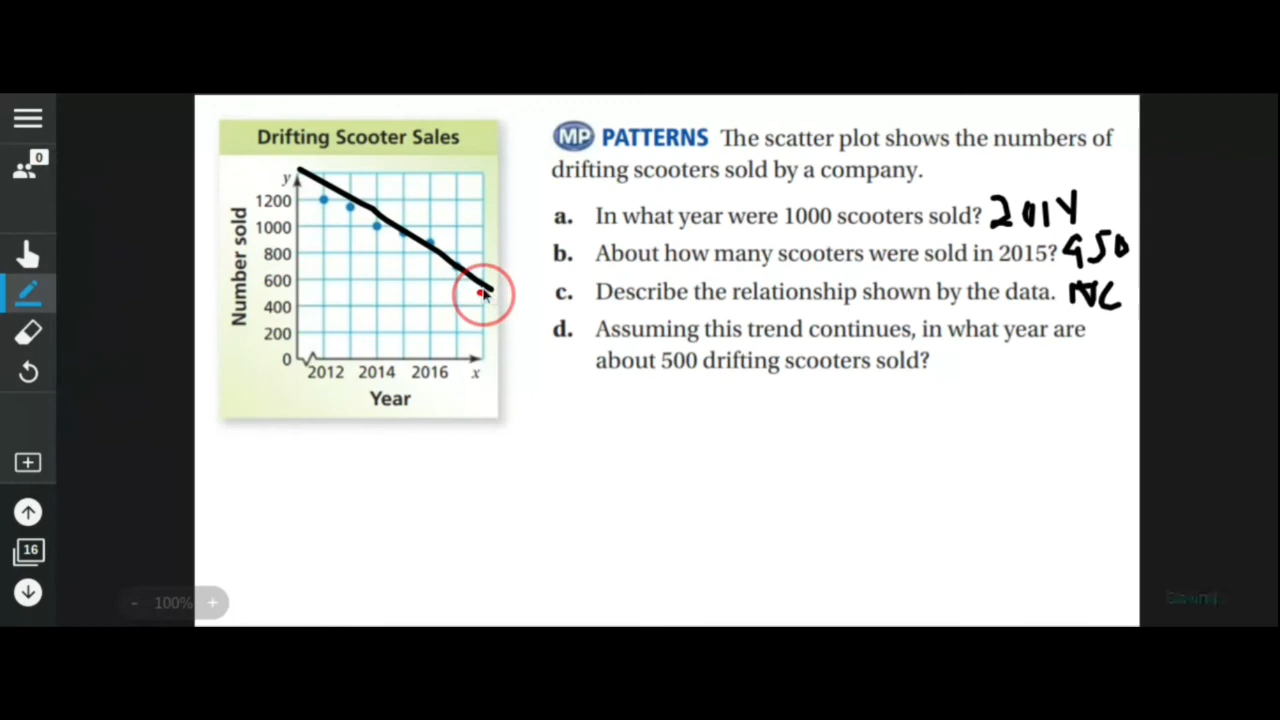 0
Drifting Scooter Sales
y
1200
1000
800
600
400
200
0
2012 2014 2016 x
Number sold
Year
MP PATTERNS The scatter plot shows the numbers of
drifting scooters sold by a company.
a. In what year were 1000 scooters sold? 2014
b. About how many scooters were sold in 2015? 950
c. Describe the relationship shown by the data. NC
d. Assuming this trend continues, in what year are
about 500 drifting scooters sold?
16
- 100% +